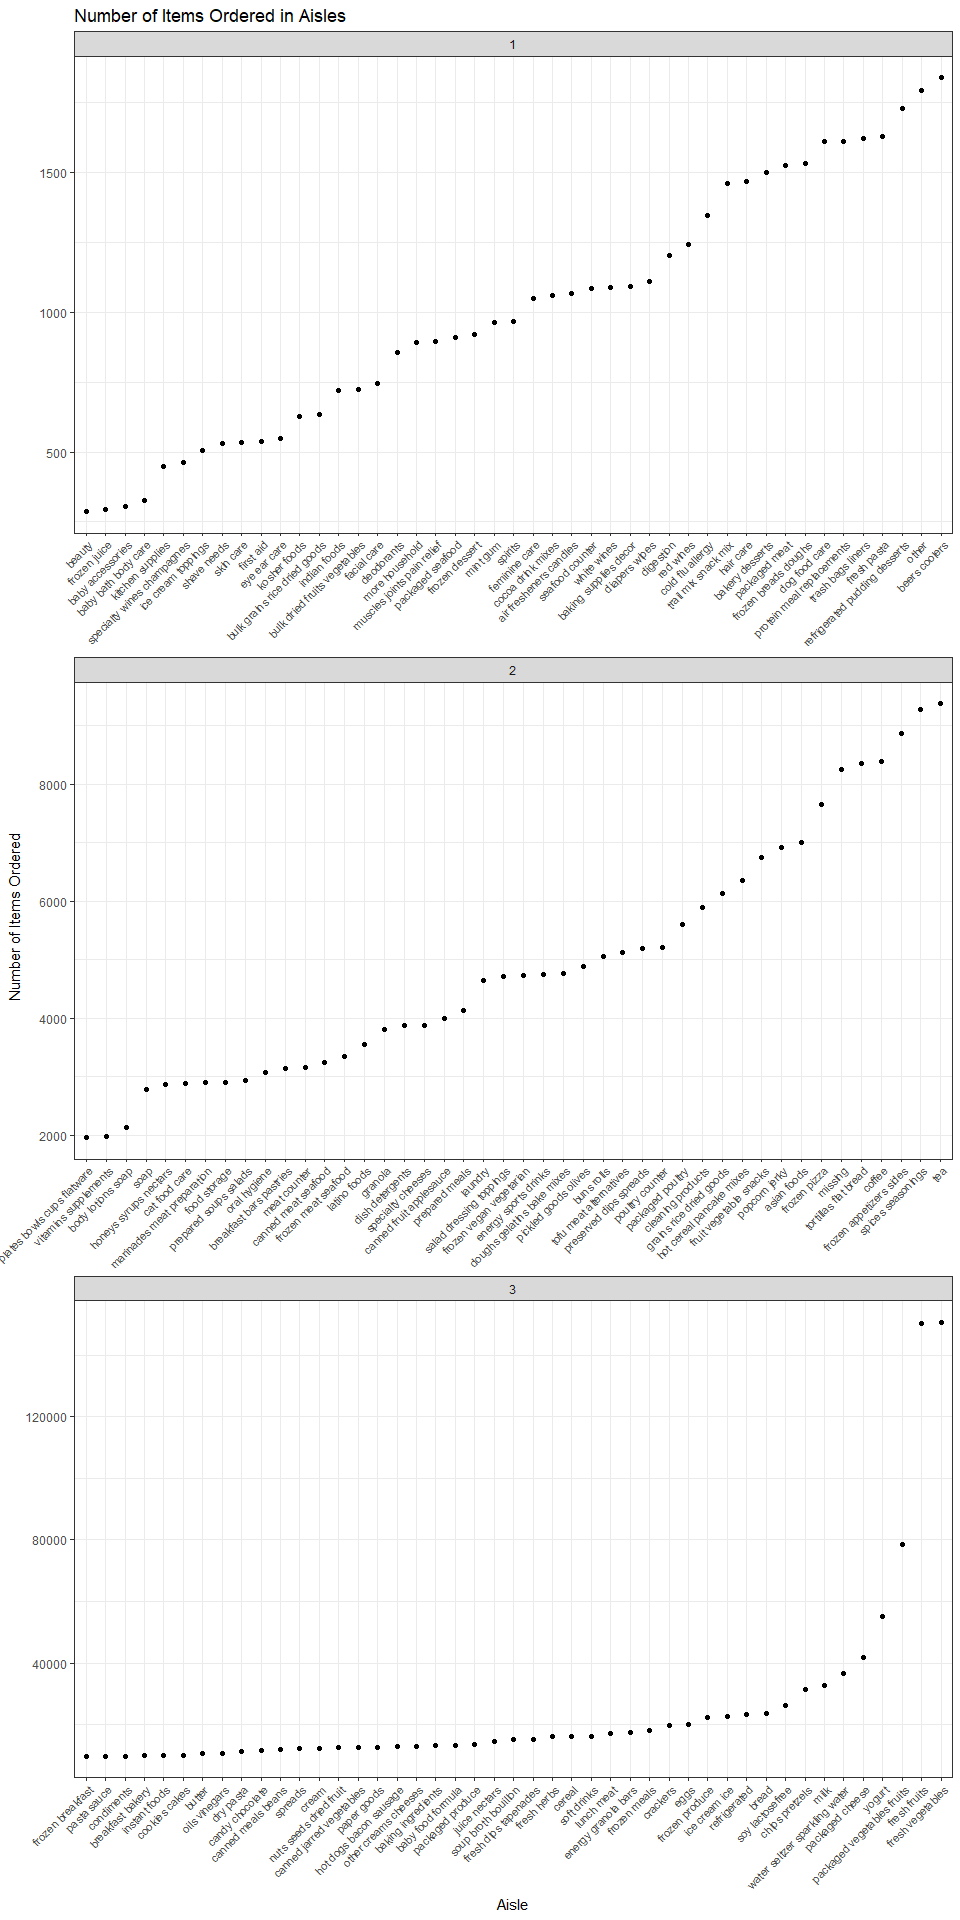 Number of Items Ordered in Aisles
1
1500
1000
500
beauty
frozen juice
baby accessories
baby bath body care
kitchen supplies
specialty wines champagnes
ice cream toppings
shave needs
skin care
first aid
eye ear care
kosher foods
bulk grains rice dried goods
indian foods
bulk dried fruits vegetables
facial care
deodorants
more household
muscles joints pain relief
packaged seafood
frozen dessert
mint gum
spirits
feminine care
cocoa drink mixes
air fresheners candles
seafood counter
white wines
baking supplies decor
diapers wipes
digestion
red wines
cold flu allergy
trail mix snack mix
hair care
bakery desserts
packaged meat
frozen breads doughs
dog food care
protein meal replacements
trash bags liners
fresh pasta
refrigerated pudding desserts
other
beers coolers
2
8000
6000
4000
2000
plates bowls cups flatware
vitamins supplements
body lotions soap
soap
honeys syrups nectars
cat food care
marinades meat preparation
food storage
prepared soups salads
oral hygiene
breakfast bars pastries
meat counter
canned meat seafood
frozen meat seafood
latino foods
granola
dish detergents
specialty cheeses
canned fruit applesauce
prepared meals
laundry
salad dressing toppings
frozen vegan vegetarian
energy sports drinks
doughs gelatins bake mixes
pickled goods olives
buns rolls
tofu meat alternatives
preserved dips spreads
poultry counter
packaged poultry
cleaning products
grains rice dried goods
hot cereal pancake mixes
fruit vegetable snacks
popcorn jerky
asian foods
frozen pizza
missing
tortillas flat bread
coffee
frozen appetizers sides
spices seasonings
tea
Number of Items Ordered
3
120000
80000
40000
frozen breakfast
pasta sauce
condiments
breakfast bakery
instant foods
cookies cakes
butter
oils vinegars
dry pasta
candy chocolate
canned meals beans
spreads
cream
nuts seeds dried fruit
canned jarred vegetables
paper goods
hot dogs bacon sausage
other creams cheeses
baking ingredients
baby food formula
packaged produce
juice nectars
soup broth bouillon
fresh dips tapenades
fresh herbs
cereal
soft drinks
lunch meat
energy granola bars
frozen meals
crackers
eggs
frozen produce
ice cream ice
refrigerated
bread
soy lactosefree
chips pretzels
milk
water seltzer sparkling water
packaged cheese
yogurt
packaged vegetables fruits
fresh fruits
fresh vegetables
Aisle